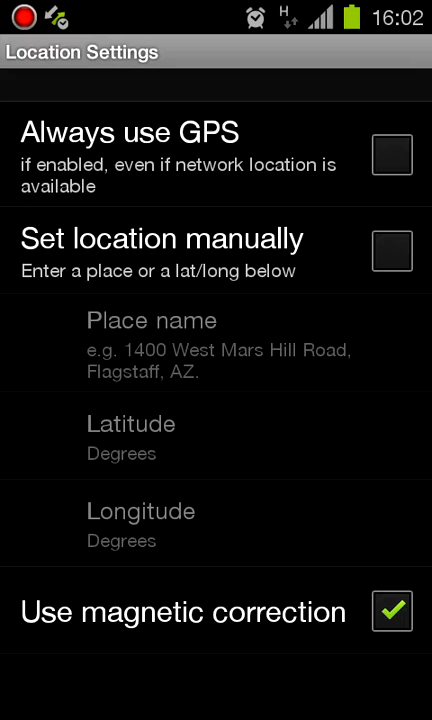 H
16:02
Location Settings
Always use GPS
if enabled, even if network location is
available
Set location manually
Enter a place or a lat/long below
Place name
e.g. 1400 West Mars Hill Road,
Flagstaff, AZ.
Latitude
Degrees
Longitude
Degrees
Use magnetic correction